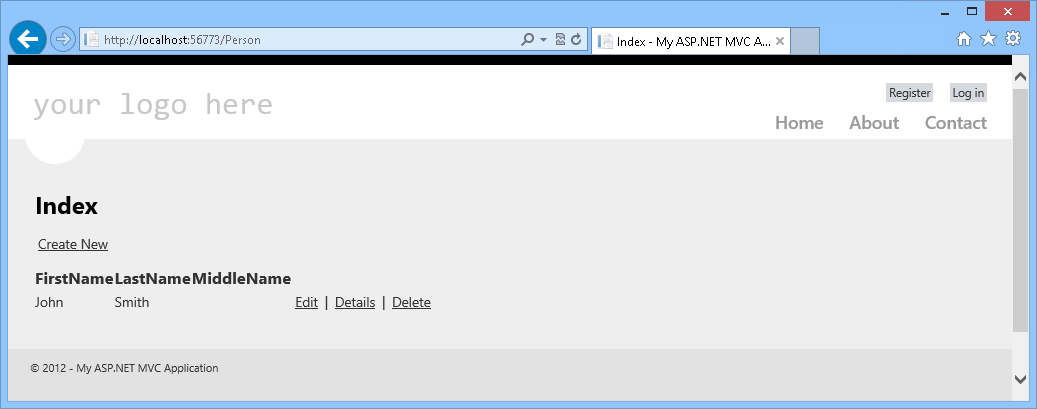 http://localhost:56773/Person
Index - My ASP.NET MVC A...
your logo here
Register Log in
Home About Contact
Index
Create New
FirstName LastName MiddleName
John Smith Edit | Details | Delete
© 2012 - My ASP.NET MVC Application